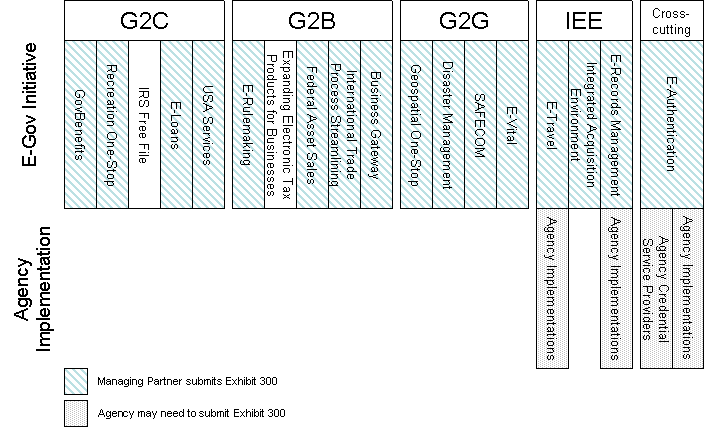 G2C
G2B
G2G
IEE
Cross-
cutting
E-Gov Initiative
GovBenefits
Recreation One-Stop
IRS Free File
E-Loans
USA Services
E-Rulemaking
Expanding Electronic Tax
Products for Businesses
Federal Asset Sales
International Trade
Process Streamlining
Business Gateway
Geospatial One-Stop
Disaster Management
SAFECOM
E-Vital
E-Travel
Integrated Acquisition
Environment
E-Records Management
E-Authentication
Agency
Implementation
Agency Implementations
Agency Implementations
Agency Credential
Service Providers
Agency Implementations
Managing Partner submits Exhibit 300
Agency may need to submit Exhibit 300